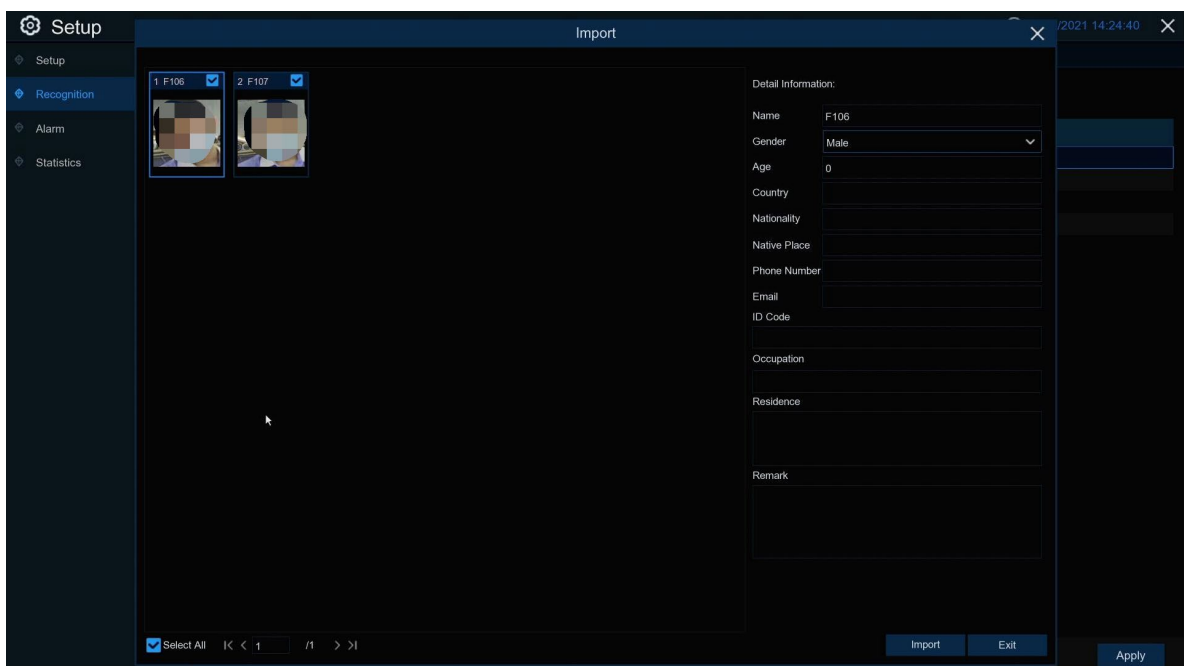 Setup
Import
/2021 14:24:40
Setup
Recognition
Alarm
Statistics
1 F106
2 F107
Detail Information:
Name F106
Gender Male
Age 0
Country
Nationality
Native Place
Phone Number
Email
ID Code
Occupation
Residence
Remark
Select All 1 /1
Import Exit
Apply